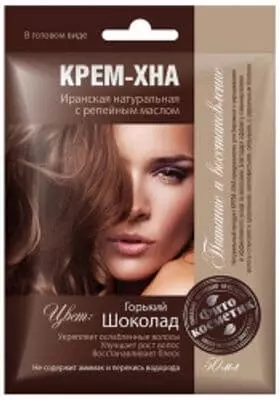 В готовом виде
КРЕМ-ХНА
Иранская натуральная
с репейным маслом
Цвет:
Горький
Шоколад
Укрепляет ослабленные волосы
Улучшает рост волос
Восстанавливает блеск
Не содержит аммиак и перекись водорода
Питание и восстановление
ФИТО
КОСМЕТИК
50мл